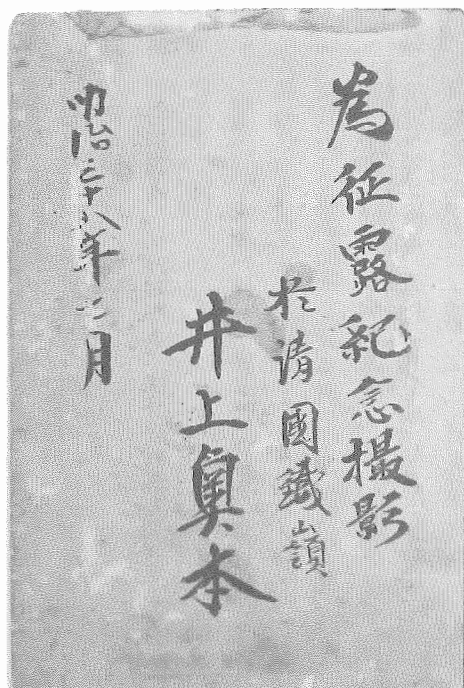 為征露紀念撮影
於清國鐵嶺
井上奥本
明治三十八年二月